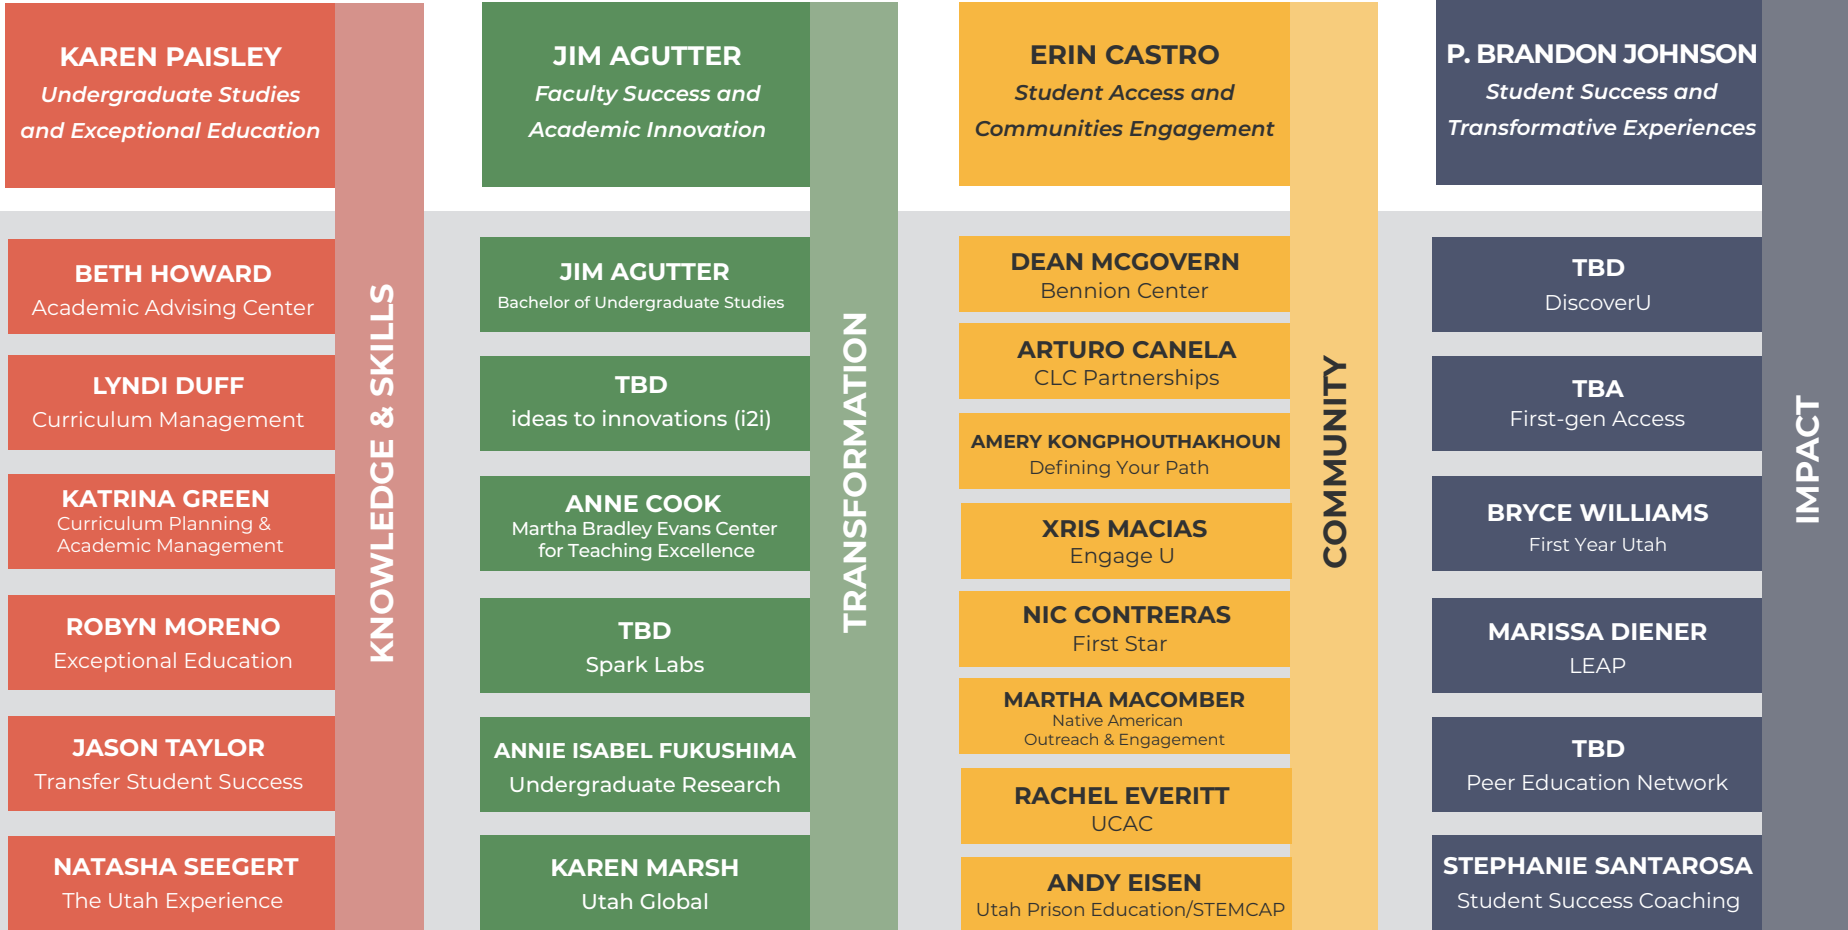 KAREN PAISLEY
Undergraduate Studies
and Exceptional Education
KNOWLEDGE & SKILLS
BETH HOWARD
Academic Advising Center
LYNDI DUFF
Curriculum Management
KATRINA GREEN
Curriculum Planning &
Academic Management
ROBYN MORENO
Exceptional Education
JASON TAYLOR
Transfer Student Success
NATASHA SEEGERT
The Utah Experience
JIM AGUTTER
Faculty Success and
Academic Innovation
TRANSFORMATION
JIM AGUTTER
Bachelor of Undergraduate Studies
TBD
ideas to innovations (i2i)
ANNE COOK
Martha Bradley Evans Center
for Teaching Excellence
TBD
Spark Labs
ANNIE ISABEL FUKUSHIMA
Undergraduate Research
KAREN MARSH
Utah Global
ERIN CASTRO
Student Access and
Communities Engagement
COMMUNITY
DEAN MCGOVERN
Bennion Center
ARTURO CANELA
CLC Partnerships
AMERY KONGPHOUTHAKHOUN
Defining Your Path
XRIS MACIAS
Engage U
NIC CONTRERAS
First Star
MARTHA MACOMBER
Native American
Outreach & Engagement
RACHEL EVERITT
UCAC
ANDY EISEN
Utah Prison Education/STEMCAP
P. BRANDON JOHNSON
Student Success and
Transformative Experiences
IMPACT
TBD
DiscoverU
TBA
First-gen Access
BRYCE WILLIAMS
First Year Utah
MARISSA DIENER
LEAP
TBD
Peer Education Network
STEPHANIE SANTAROSA
Student Success Coaching